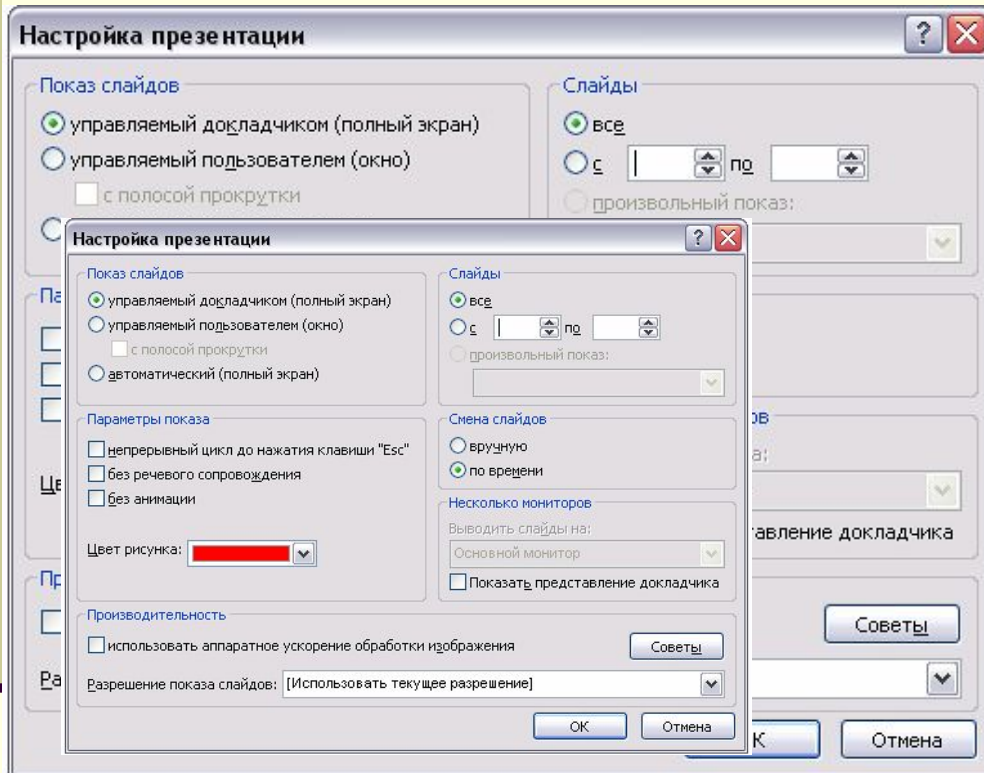 Настройка презентации
Показ слайдов
управляемый докладчиком (полный экран)
управляемый пользователем (окно)
с полосой прокрутки
Слайды
все
с по
произвольный показ:
Настройка презентации
Показ слайдов
управляемый докладчиком (полный экран)
управляемый пользователем (окно)
с полосой прокрутки
автоматический (полный экран)
Слайды
все
с по
произвольный показ:
Параметры показа
непрерывный цикл до нажатия клавиши "Esc"
без речевого сопровождения
без анимации
Цвет рисунка:
Смена слайдов
вручную
по времени
Несколько мониторов
Выводить слайды на:
Основной монитор
Показать представление докладчика
Производительность
использовать аппаратное ускорение обработки изображения
Советы
Разрешение показа слайдов: [Использовать текущее разрешение]
ОК Отмена
докладчика
Советы
Отмена